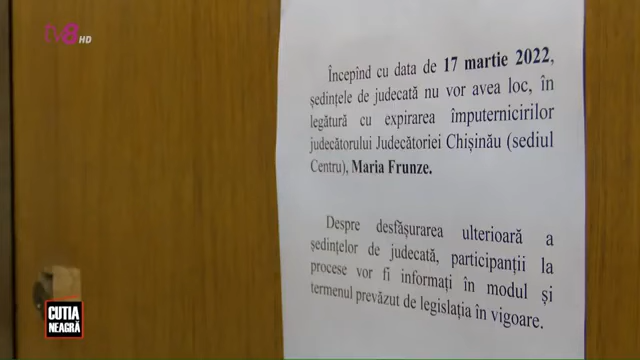 tv8 HD
Începînd cu data de 17 martie 2022,
ședințele de judecată nu vor avea loc, în
legătură cu expirarea împuternicirilor
judecătorului Judecătoriei Chișinău (sediul
Centru), Maria Frunze.
Despre desfășurarea ulterioară a
ședințelor de judecată, participanții la
procese vor fi informați în modul și
termenul prevăzut de legislația în vigoare.
CUTIA
NEAGRĂ